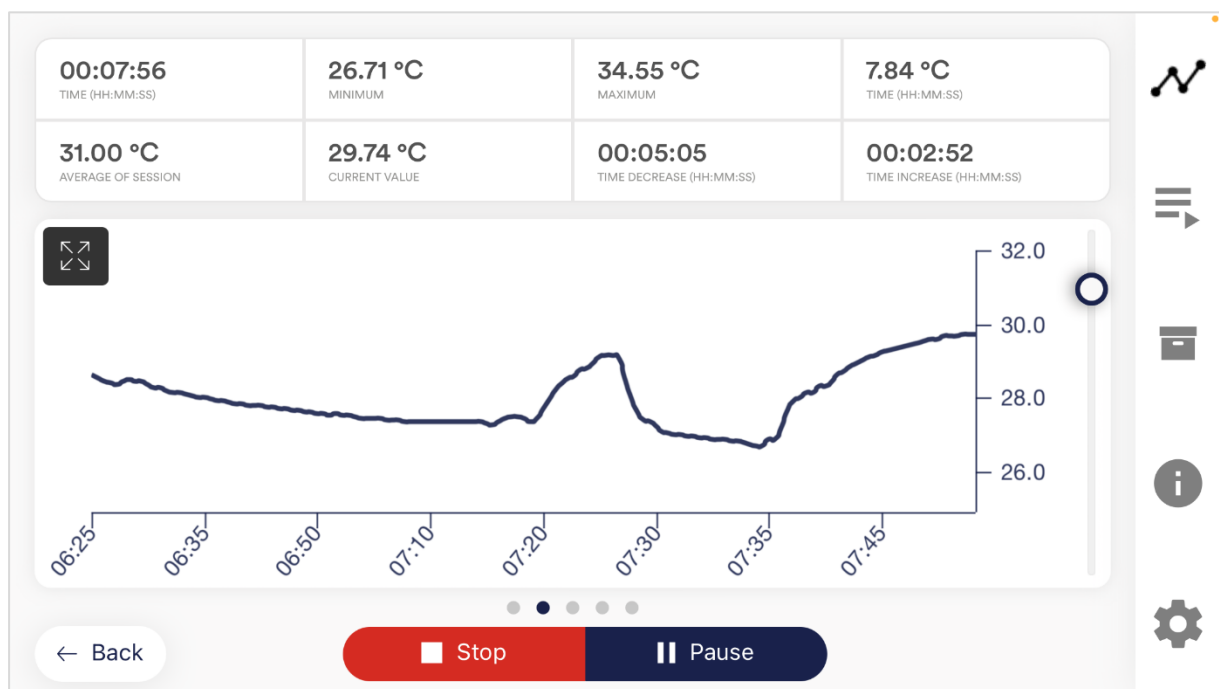 00:07:56
TIME (HH:MM:SS)
26.71 °C
MINIMUM
34.55 °C
MAXIMUM
7.84 °C
TIME (HH:MM:SS)
31.00 °C
AVERAGE OF SESSION
29.74 °C
CURRENT VALUE
00:05:05
TIME DECREASE (HH:MM:SS)
00:02:52
TIME INCREASE (HH:MM:SS)
32.0
30.0
28.0
26.0
06:25
06:35
06:50
07:10
07:20
07:30
07:35
07:45
← Back
Stop
Pause